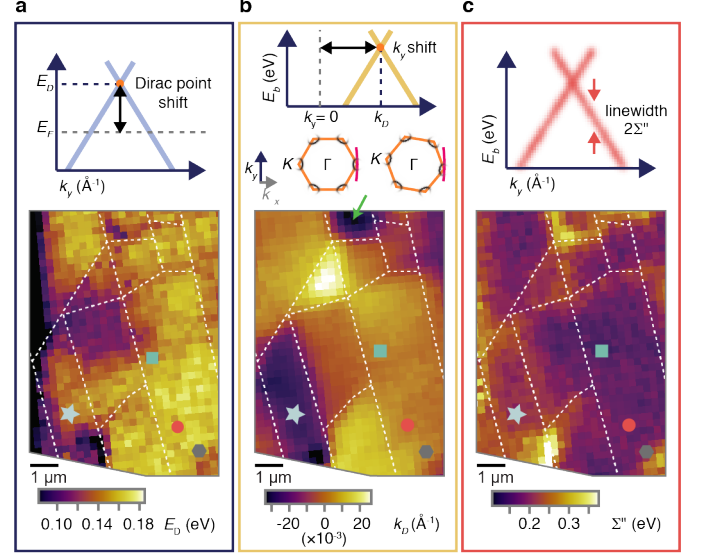 a
E_D
Dirac point
shift
E_F
k_y (Å⁻¹)
1 μm
0.10 0.14 0.18 E_D (eV)
b
E_b (eV)
k_y shift
k_y = 0
k_D
K Γ K Γ
k_y
k_x
1 μm
-20 0 20 k_D (Å⁻¹)
(×10⁻³)
c
E_b (eV)
linewidth
2Σ"
k_y (Å⁻¹)
1 μm
0.2 0.3 Σ" (eV)